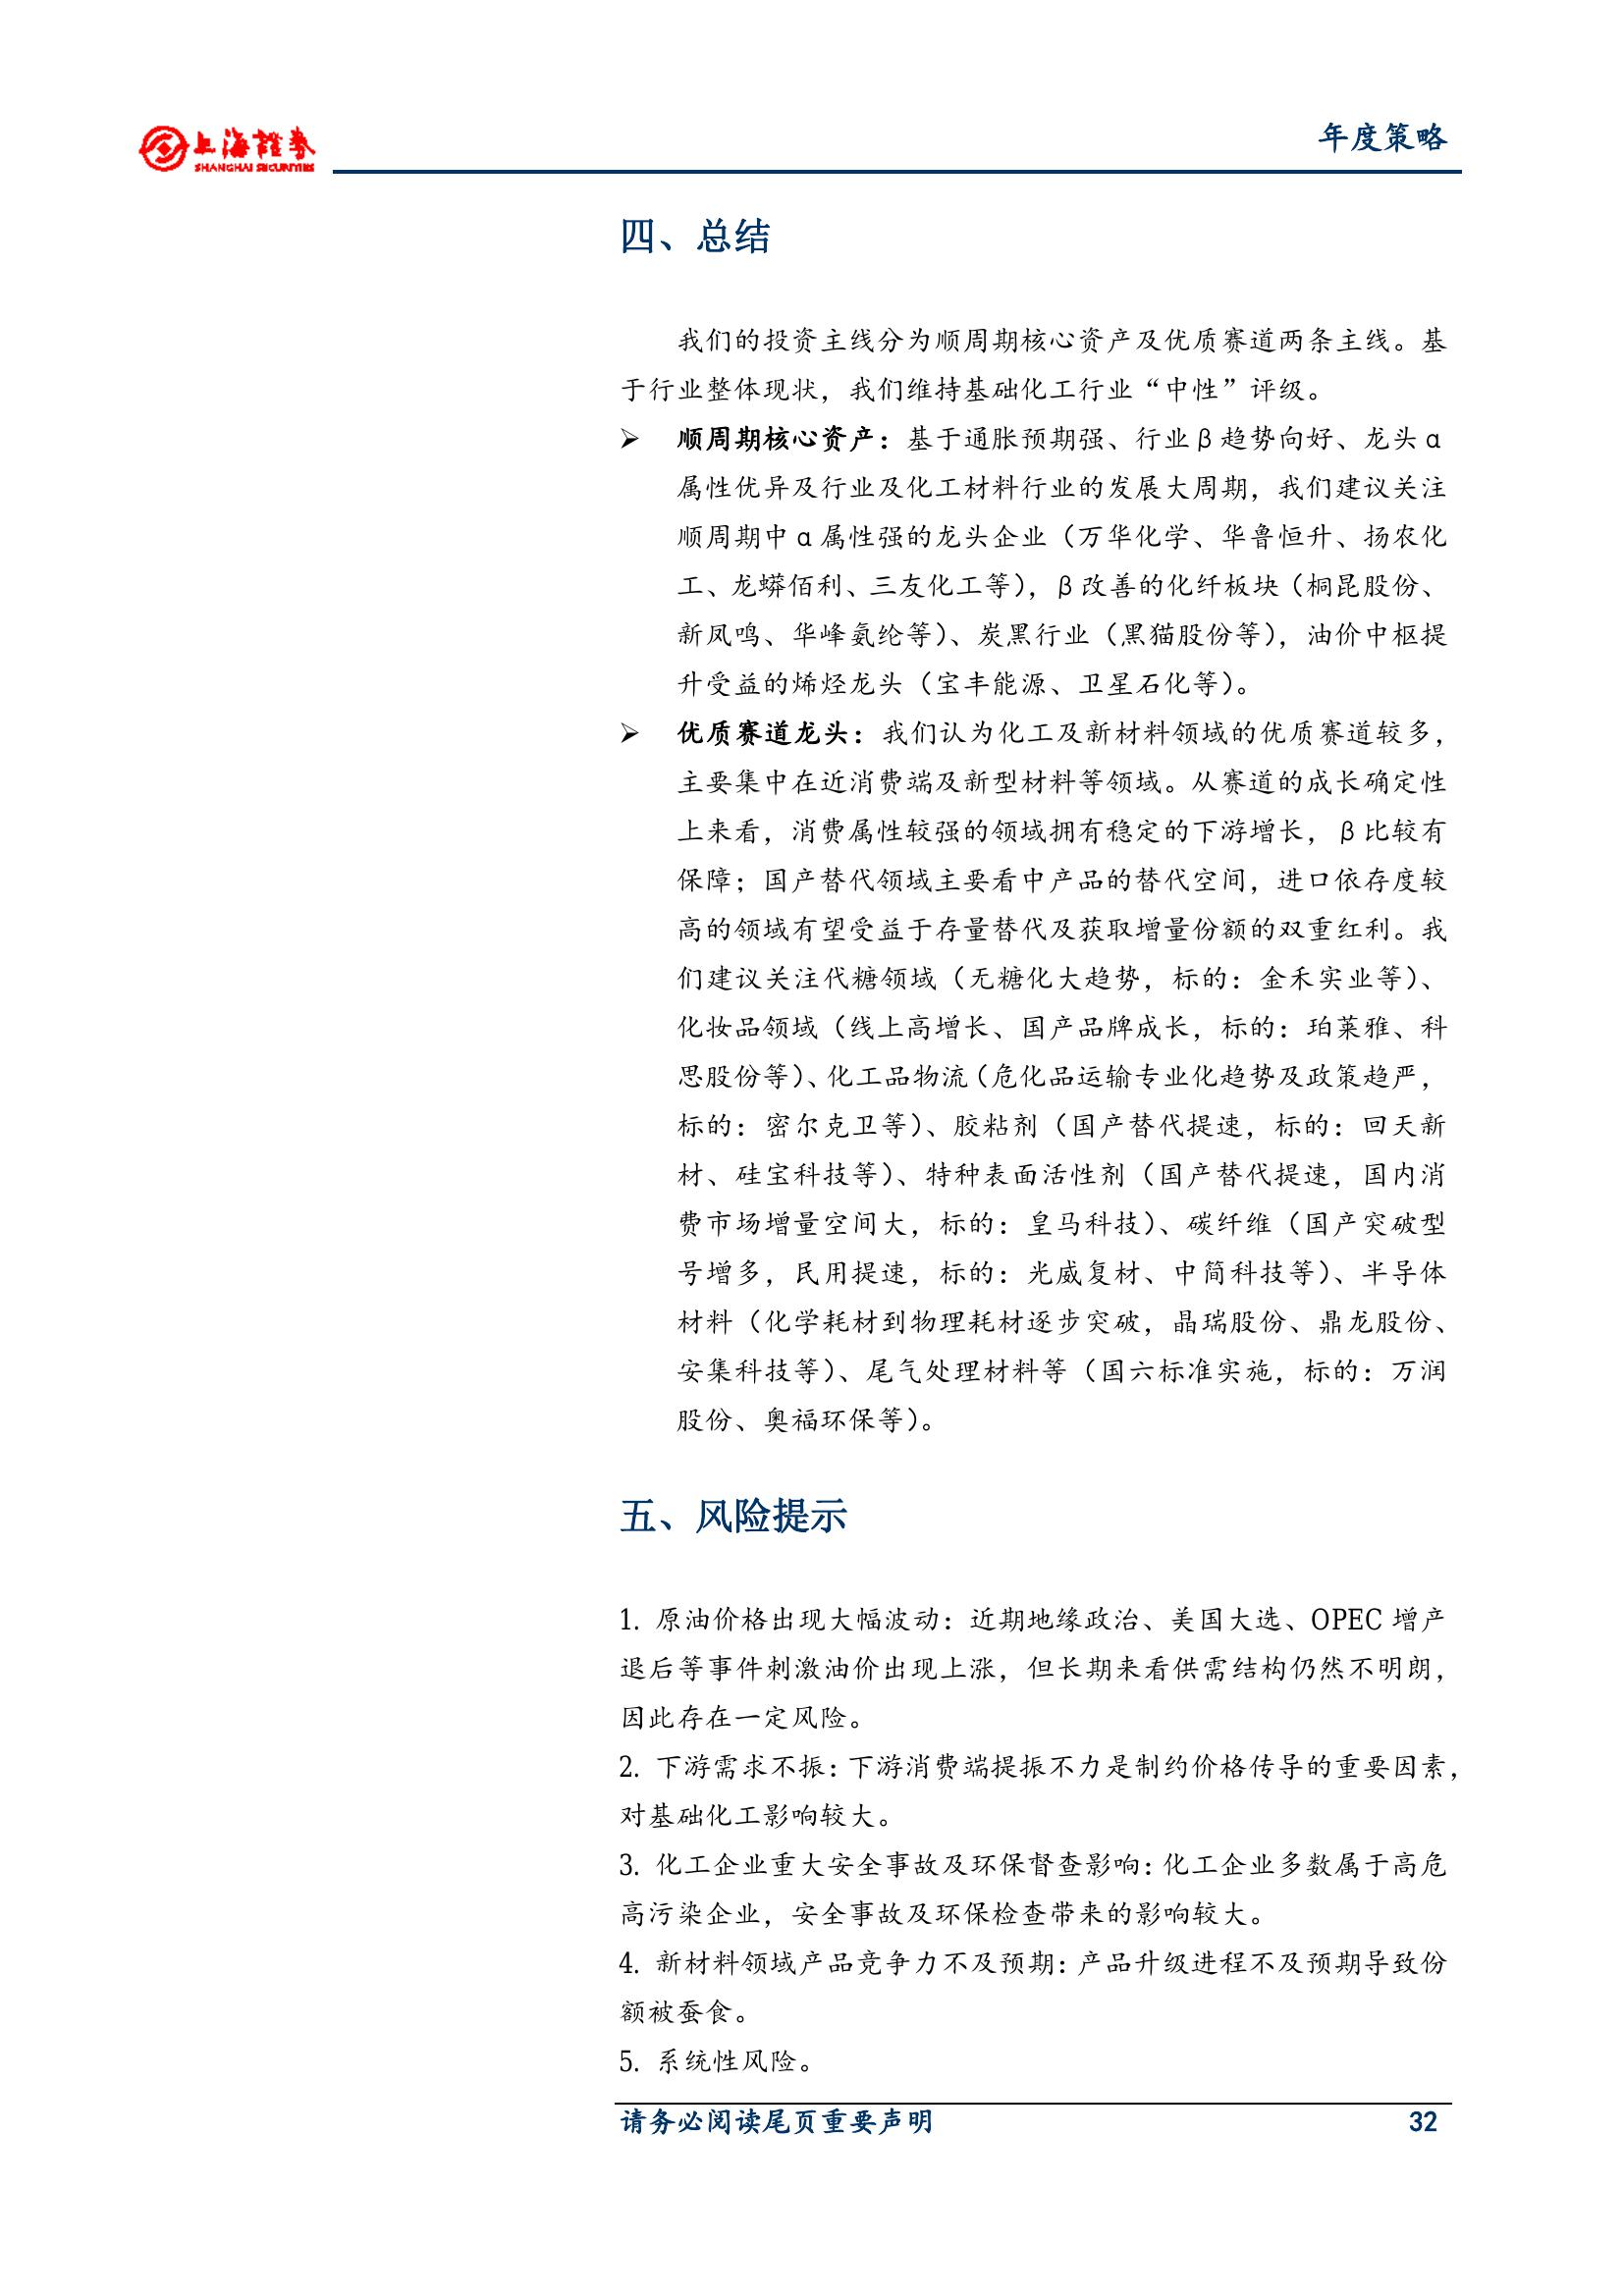 上海證券
SHANGHAI SECURITIES
年度策略
四、总结
我们的投资主线分为顺周期核心资产及优质赛道两条主线。基
于行业整体现状，我们维持基础化工行业“中性”评级。
➢ 顺周期核心资产：基于通胀预期强、行业β趋势向好、龙头α
属性优异及行业及化工材料行业的发展大周期，我们建议关注
顺周期中α属性强的龙头企业（万华化学、华鲁恒升、扬农化
工、龙蟒佰利、三友化工等），β改善的化纤板块（桐昆股份、
新凤鸣、华峰氨纶等）、炭黑行业（黑猫股份等），油价中枢提
升受益的烯烃龙头（宝丰能源、卫星石化等）。
➢ 优质赛道龙头：我们认为化工及新材料领域的优质赛道较多，
主要集中在近消费端及新型材料等领域。从赛道的成长确定性
上来看，消费属性较强的领域拥有稳定的下游增长，β比较有
保障；国产替代领域主要看中产品的替代空间，进口依存度较
高的领域有望受益于存量替代及获取增量份额的双重红利。我
们建议关注代糖领域（无糖化大趋势，标的：金禾实业等）、
化妆品领域（线上高增长、国产品牌成长，标的：珀莱雅、科
思股份等）、化工品物流（危化品运输专业化趋势及政策趋严，
标的：密尔克卫等）、胶粘剂（国产替代提速，标的：回天新
材、硅宝科技等）、特种表面活性剂（国产替代提速，国内消
费市场增量空间大，标的：皇马科技）、碳纤维（国产突破型
号增多，民用提速，标的：光威复材、中简科技等）、半导体
材料（化学耗材到物理耗材逐步突破，晶瑞股份、鼎龙股份、
安集科技等）、尾气处理材料等（国六标准实施，标的：万润
股份、奥福环保等）。
五、风险提示
1. 原油价格出现大幅波动：近期地缘政治、美国大选、OPEC 增产
退后等事件刺激油价出现上涨，但长期来看供需结构仍然不明朗，
因此存在一定风险。
2. 下游需求不振：下游消费端提振不力是制约价格传导的重要因素，
对基础化工影响较大。
3. 化工企业重大安全事故及环保督查影响：化工企业多数属于高危
高污染企业，安全事故及环保检查带来的影响较大。
4. 新材料领域产品竞争力不及预期：产品升级进程不及预期导致份
额被蚕食。
5. 系统性风险。
请务必阅读尾页重要声明 32